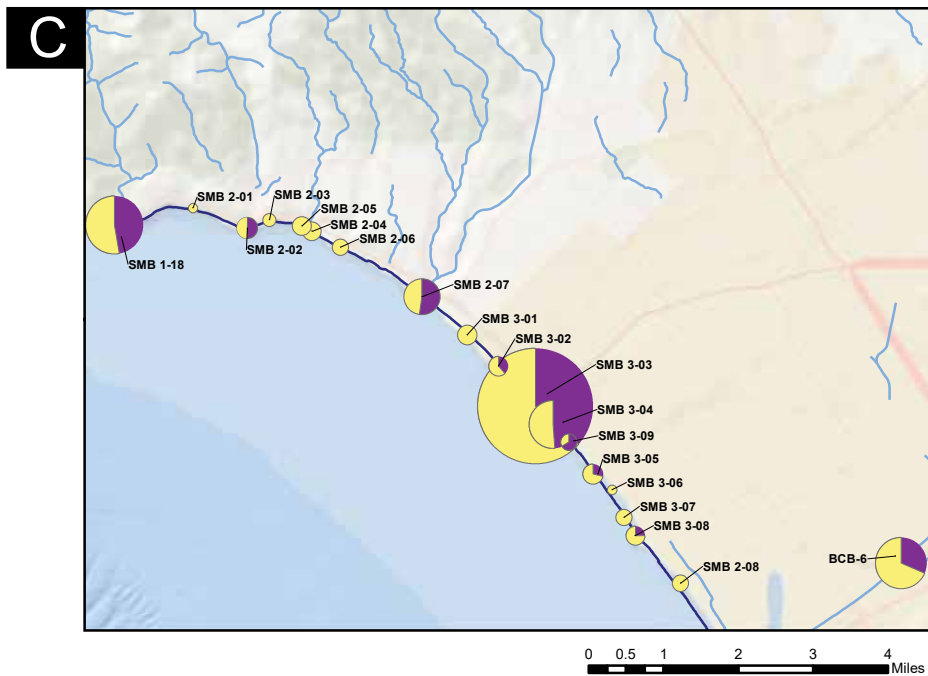 C
SMB 2-01
SMB 2-03
SMB 2-05
SMB 2-04
SMB 2-02
SMB 2-06
SMB 1-18
SMB 2-07
SMB 3-01
SMB 3-02
SMB 3-03
SMB 3-04
SMB 3-09
SMB 3-05
SMB 3-06
SMB 3-07
SMB 3-08
BCB-6
SMB 2-08
0 0.5 1 2 3 4
Miles